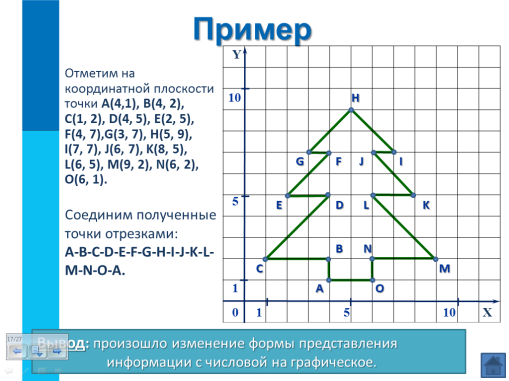 Пример
Отметим на
координатной плоскости
точки A(4,1), B(4, 2),
C(1, 2), D(4, 5), E(2, 5),
F(4, 7),G(3, 7), H(5, 9),
I(7, 7), J(6, 7), K(8, 5),
L(6, 5), M(9, 2), N(6, 2),
O(6, 1).
Соединим полученные
точки отрезками:
A-B-C-D-E-F-G-H-I-J-K-L-
M-N-O-A.
Y
10
H
G F J I
5
E D L K
B N
C M
1
A O
0 1 5 10 X
17/27
Вывод: произошло изменение формы представления
информации с числовой на графическое.